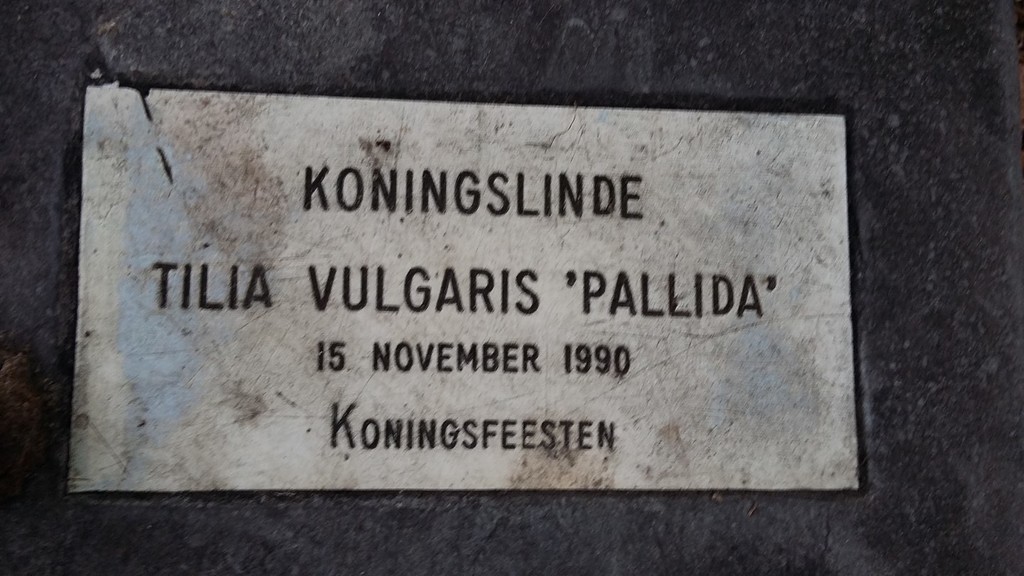 KONINGSLINDE
TILIA VULGARIS 'PALLIDA'
15 NOVEMBER 1990
KONINGSFEESTEN